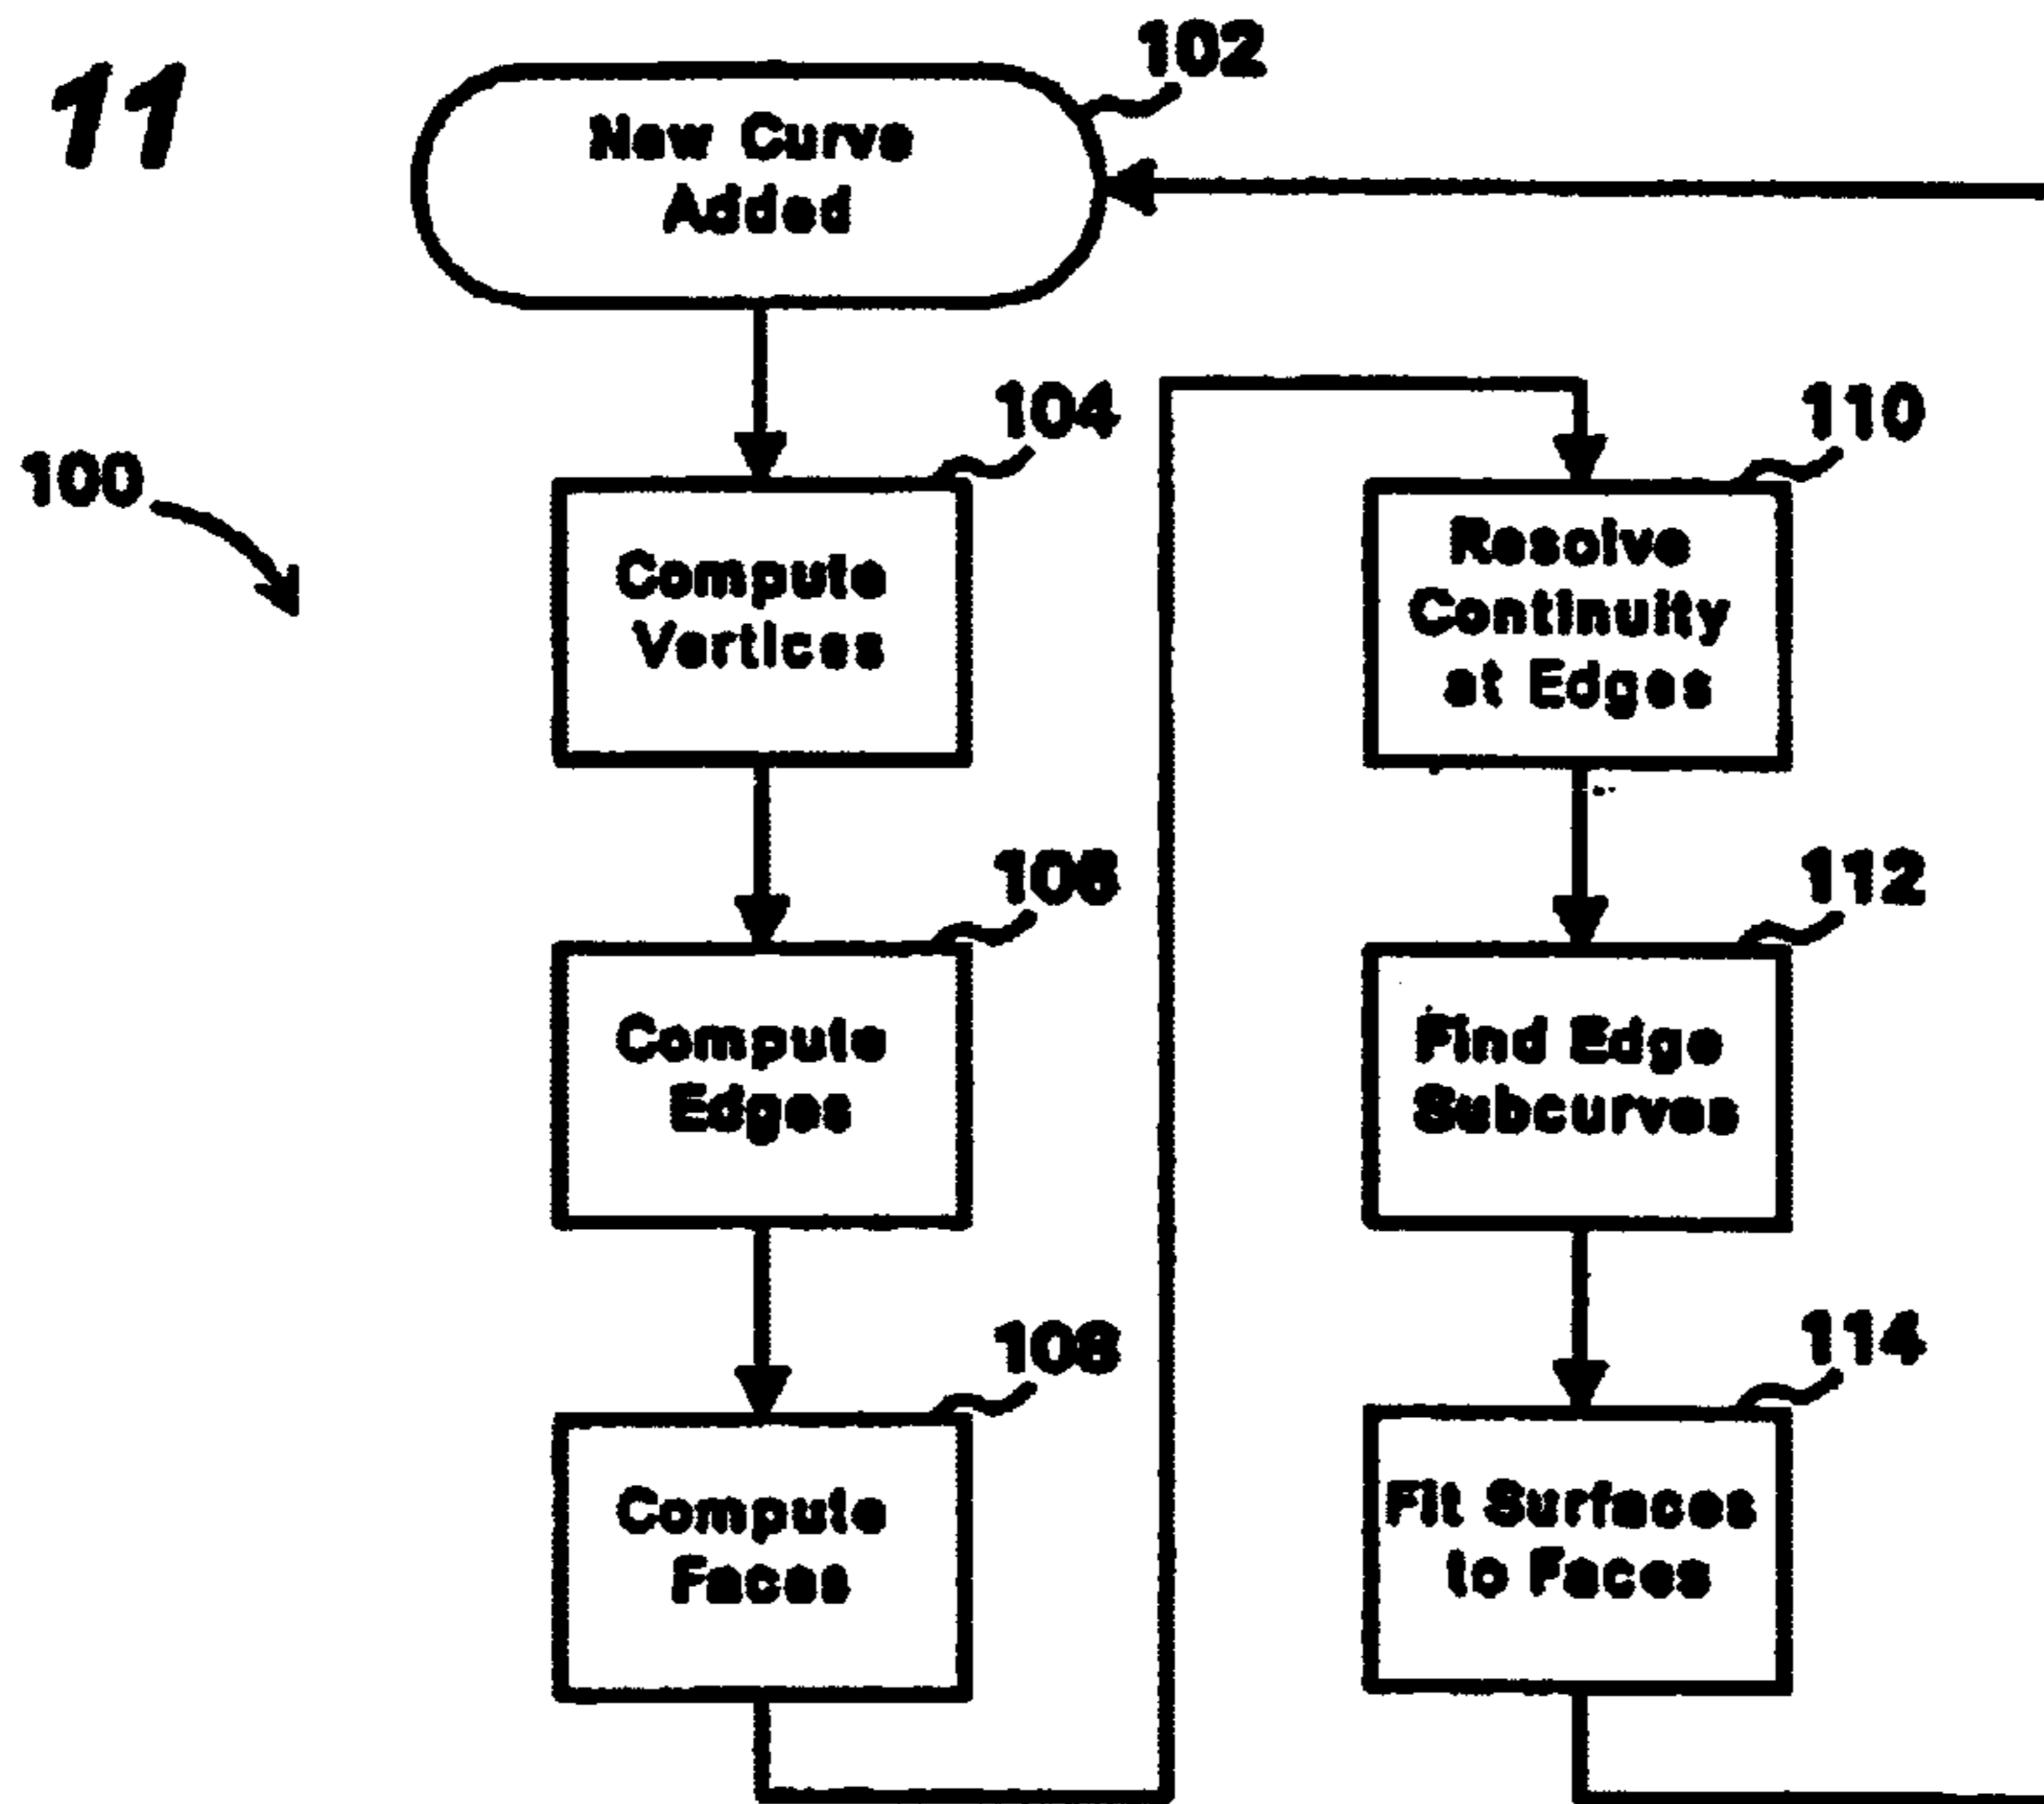 11
102
New Curve
Added
100
104
Compute
Vertices
106
Compute
Edges
108
Compute
Faces
110
Resolve
Continuity
at Edges
112
Find Edge
Subcurves
114
Fit Surfaces
to Faces